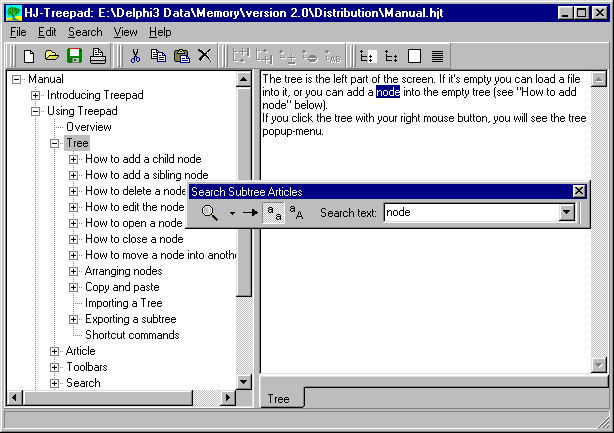 HJ-Treepad: E:\Delphi3 Data\Memory\version 2.0\Distribution\Manual.hjt
File Edit Search View Help
Manual
Introducing Treepad
Using Treepad
Overview
Tree
How to add a child node
How to add a sibling node
How to delete a node
How to edit the node
How to open a node
How to close a node
How to move a node into anothe
Arranging nodes
Copy and paste
Importing a Tree
Exporting a subtree
Shortcut commands
Article
Toolbars
Search
The tree is the left part of the screen. If it's empty you can load a file
into it, or you can add a node into the empty tree (see "How to add
node" below).
If you click the tree with your right mouse button, you will see the tree
popup-menu.
Search Subtree Articles
a a a A Search text: node
Tree